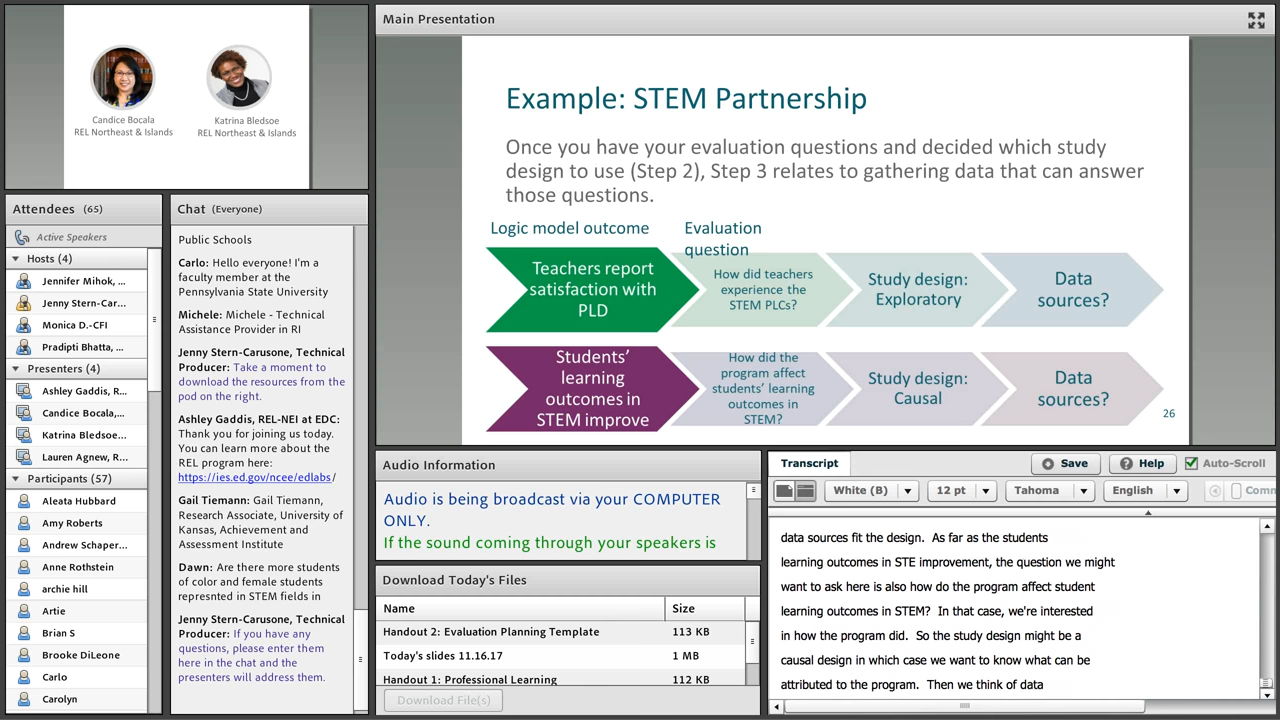 Candice Bocala
REL Northeast & Islands
Katrina Bledsoe
REL Northeast & Islands
Attendees (65)
Active Speakers
Hosts (4)
Jennifer Mihok, ...
Jenny Stern-Car...
Monica D.-CFI
Pradipti Bhatta, ...
Presenters (4)
Ashley Gaddis, R...
Candice Bocala,...
Katrina Bledsoe...
Lauren Agnew, R...
Participants (57)
Aleata Hubbard
Amy Roberts
Andrew Schaper...
Anne Rothstein
archie hill
Artie
Brian S
Brooke DiLeone
Carlo
Carolyn
Chat (Everyone)
Public Schools
Carlo: Hello everyone! I'm a
faculty member at the
Pennsylvania State University
Michele: Michele - Technical
Assistance Provider in RI
Jenny Stern-Carusone, Technical
Producer: Take a moment to
download the resources from the
pod on the right.
Ashley Gaddis, REL-NEI at EDC:
Thank you for joining us today.
You can learn more about the
REL program here:
https://ies.ed.gov/ncee/edlabs/
Gail Tiemann: Gail Tiemann,
Research Associate, University of
Kansas, Achievement and
Assessment Institute
Dawn: Are there more students
of color and female students
represnted in STEM fields in
Jenny Stern-Carusone, Technical
Producer: If you have any
questions, please enter them
here in the chat and the
presenters will address them.
Main Presentation
Example: STEM Partnership
Once you have your evaluation questions and decided which study
design to use (Step 2), Step 3 relates to gathering data that can answer
those questions.
Logic model outcome
Evaluation
question
Teachers report
satisfaction with
PLD
How did teachers
experience the
STEM PLCs?
Study design:
Exploratory
Data
sources?
Students'
learning
outcomes in
STEM improve
How did the
program affect
students' learning
outcomes in
STEM?
Study design:
Causal
Data
sources?
26
Audio Information
Audio is being broadcast via your COMPUTER
ONLY.
If the sound coming through your speakers is
Download Today's Files
Name Size
Handout 2: Evaluation Planning Template 113 KB
Today's slides 11.16.17 1 MB
Handout 1: Professional Learning 112 KB
Download File(s)
Transcript Save Help Auto-Scroll
White (B) 12 pt Tahoma English Comm
data sources fit the design. As far as the students
learning outcomes in STE improvement, the question we might
want to ask here is also how do the program affect student
learning outcomes in STEM? In that case, we're interested
in how the program did. So the study design might be a
causal design in which case we want to know what can be
attributed to the program. Then we think of data